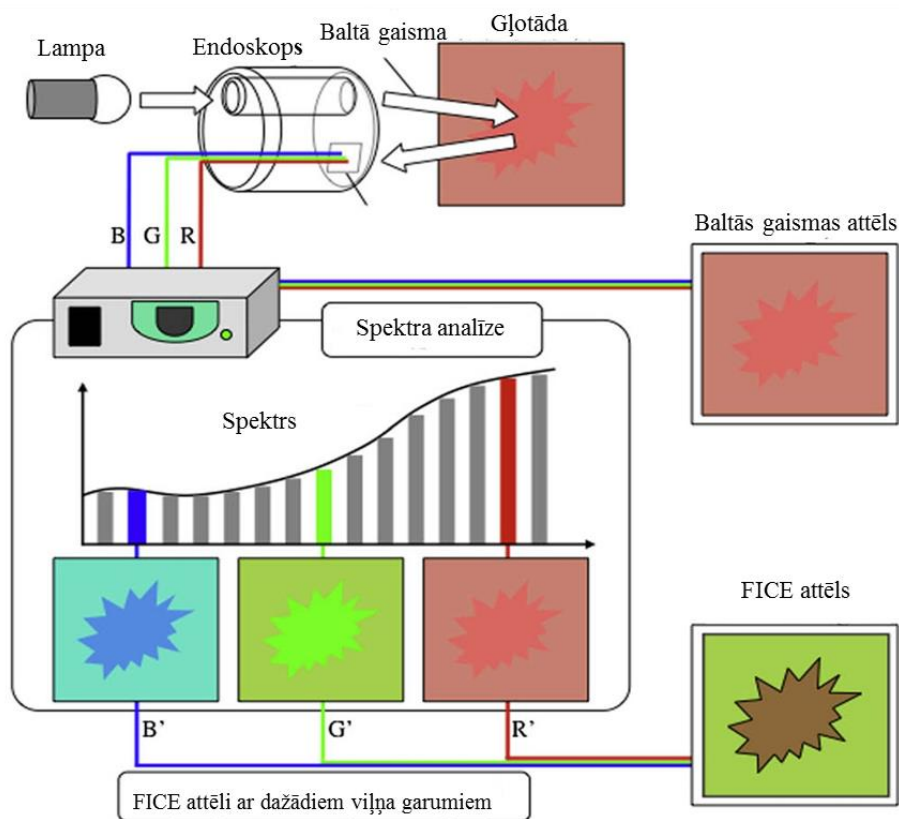 Lampa
Endoskops
Baltā gaisma
Gļotāda
B
G
R
Baltās gaismas attēls
Spektra analīze
Spektrs
FICE attēls
B’
G’
R’
FICE attēli ar dažādiem viļņa garumiem